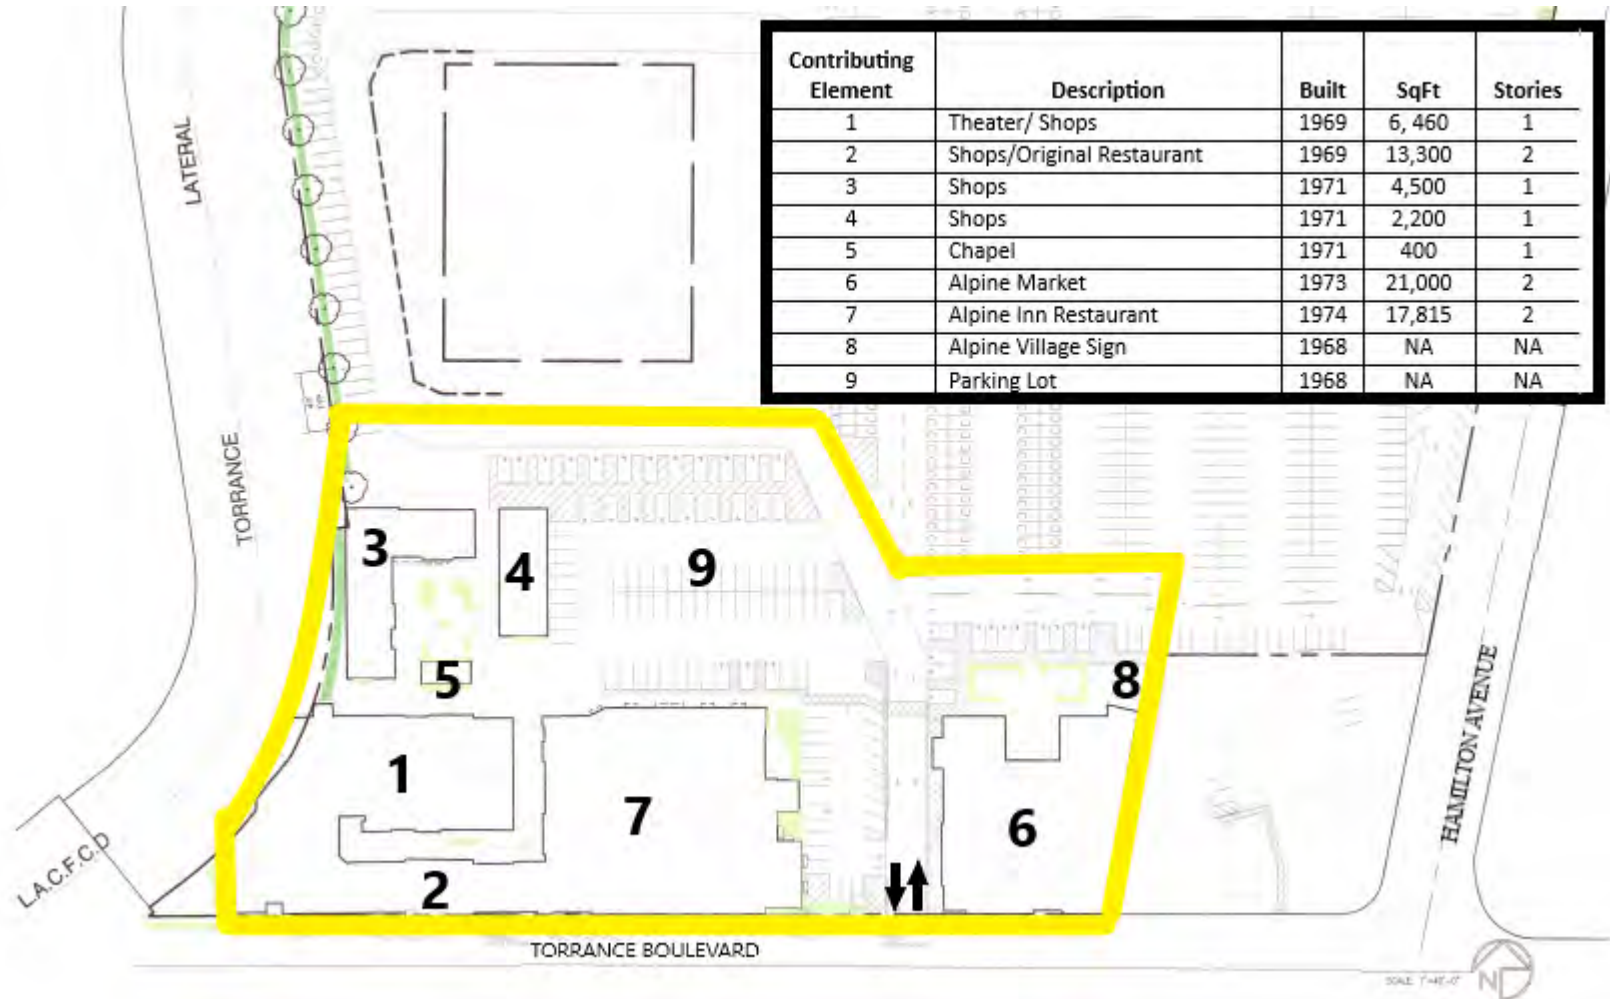 Contributing
Element Description Built SqFt Stories
1 Theater/ Shops 1969 6, 460 1
2 Shops/Original Restaurant 1969 13,300 2
3 Shops 1971 4,500 1
4 Shops 1971 2,200 1
5 Chapel 1971 400 1
6 Alpine Market 1973 21,000 2
7 Alpine Inn Restaurant 1974 17,815 2
8 Alpine Village Sign 1968 NA NA
9 Parking Lot 1968 NA NA
LATERAL
TORRANCE
3
4
9
5
8
1
7
6
2
L.A.C.F.C.D
HAMILTON AVENUE
TORRANCE BOULEVARD
SCALE
N